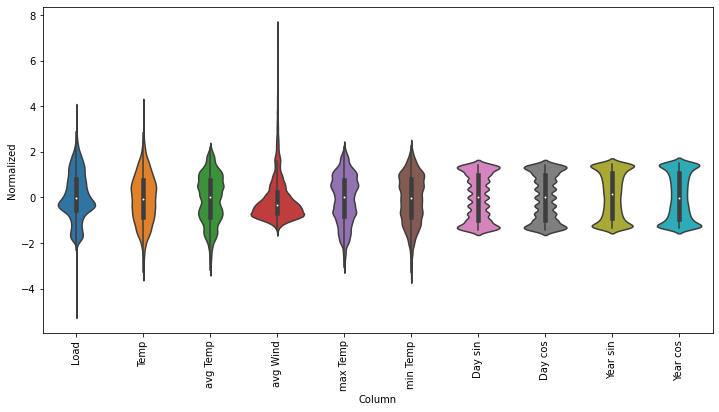 8
6
4
2
0
−2
−4
Normalized
Load
Temp
avg Temp
avg Wind
max Temp
min Temp
Day sin
Day cos
Year sin
Year cos
Column